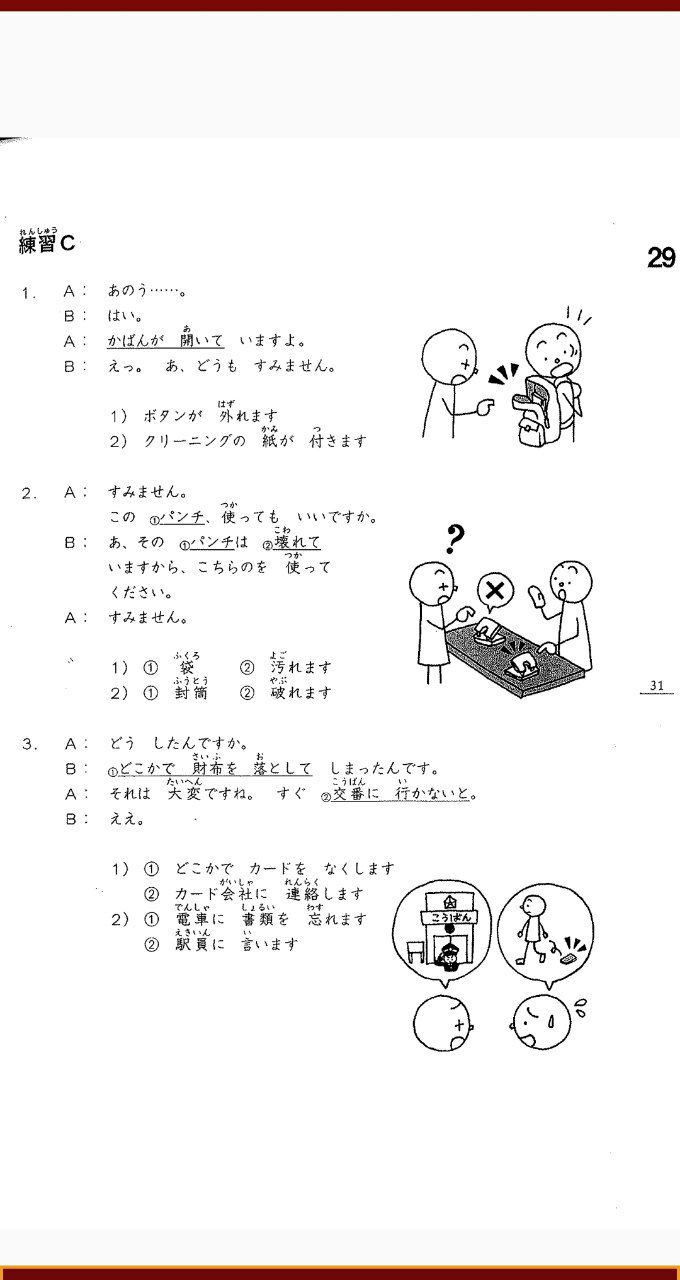 れんしゅう
練習C
29
1. A： あのう……。
B： はい。
あ
A： かばんが 開いて いますよ。
B： えっ。 あ、どうも すみません。
はず
1） ボタンが 外れます
かみ つ
2） クリーニングの 紙が 付きます
2. A： すみません。
つか
この ①パンチ、使っても いいですか。
こわ
B： あ、その ①パンチは ②壊れて
つか
いますから、こちらのを 使って
ください。
A： すみません。
ふくろ よご
1） ① 袋 ② 汚れます
ふうとう やぶ
2） ① 封筒 ② 破れます
?
31
3. A： どう したんですか。
さいふ お
B： ①どこかで 財布を 落として しまったんです。
たいへん こうばん い
A： それは 大変ですね。 すぐ ②交番に 行かないと。
B： ええ。
1） ① どこかで カードを なくします
がいしゃ れんらく
② カード会社に 連絡します
でんしゃ しょるい わす
2） ① 電車に 書類を 忘れます
えきいん い
② 駅員に 言います
こうばん